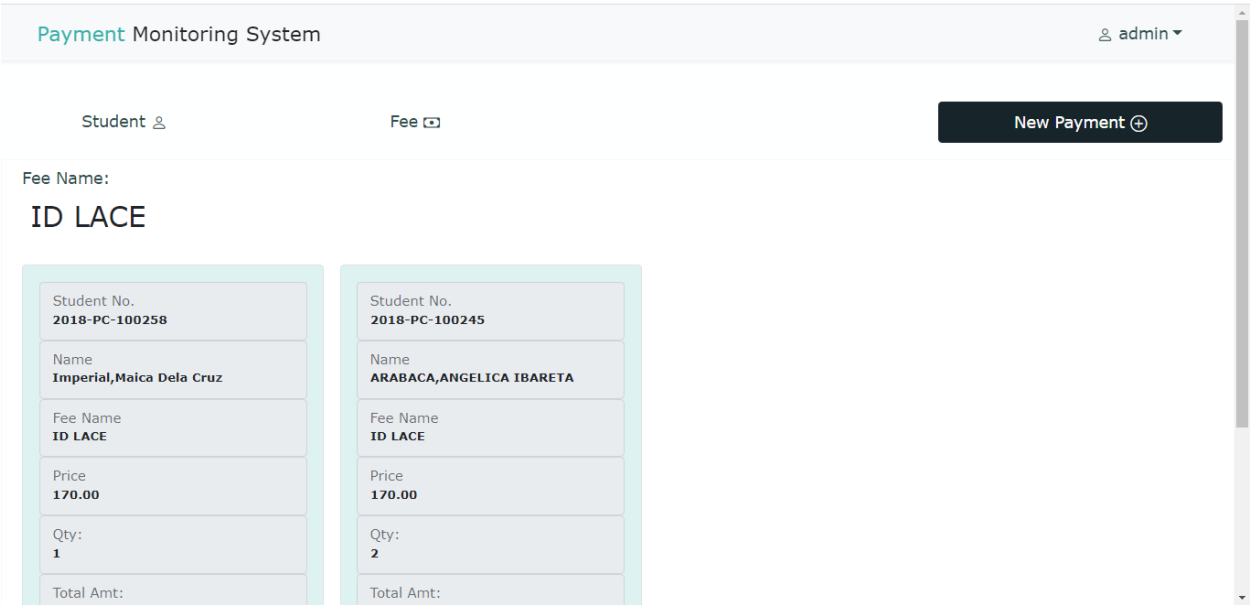 Payment Monitoring System
admin
Student
Fee
New Payment
Fee Name:
ID LACE
Student No.
2018-PC-100258
Name
Imperial,Maica Dela Cruz
Fee Name
ID LACE
Price
170.00
Qty:
1
Total Amt:
Student No.
2018-PC-100245
Name
ARABACA,ANGELICA IBARETA
Fee Name
ID LACE
Price
170.00
Qty:
2
Total Amt: